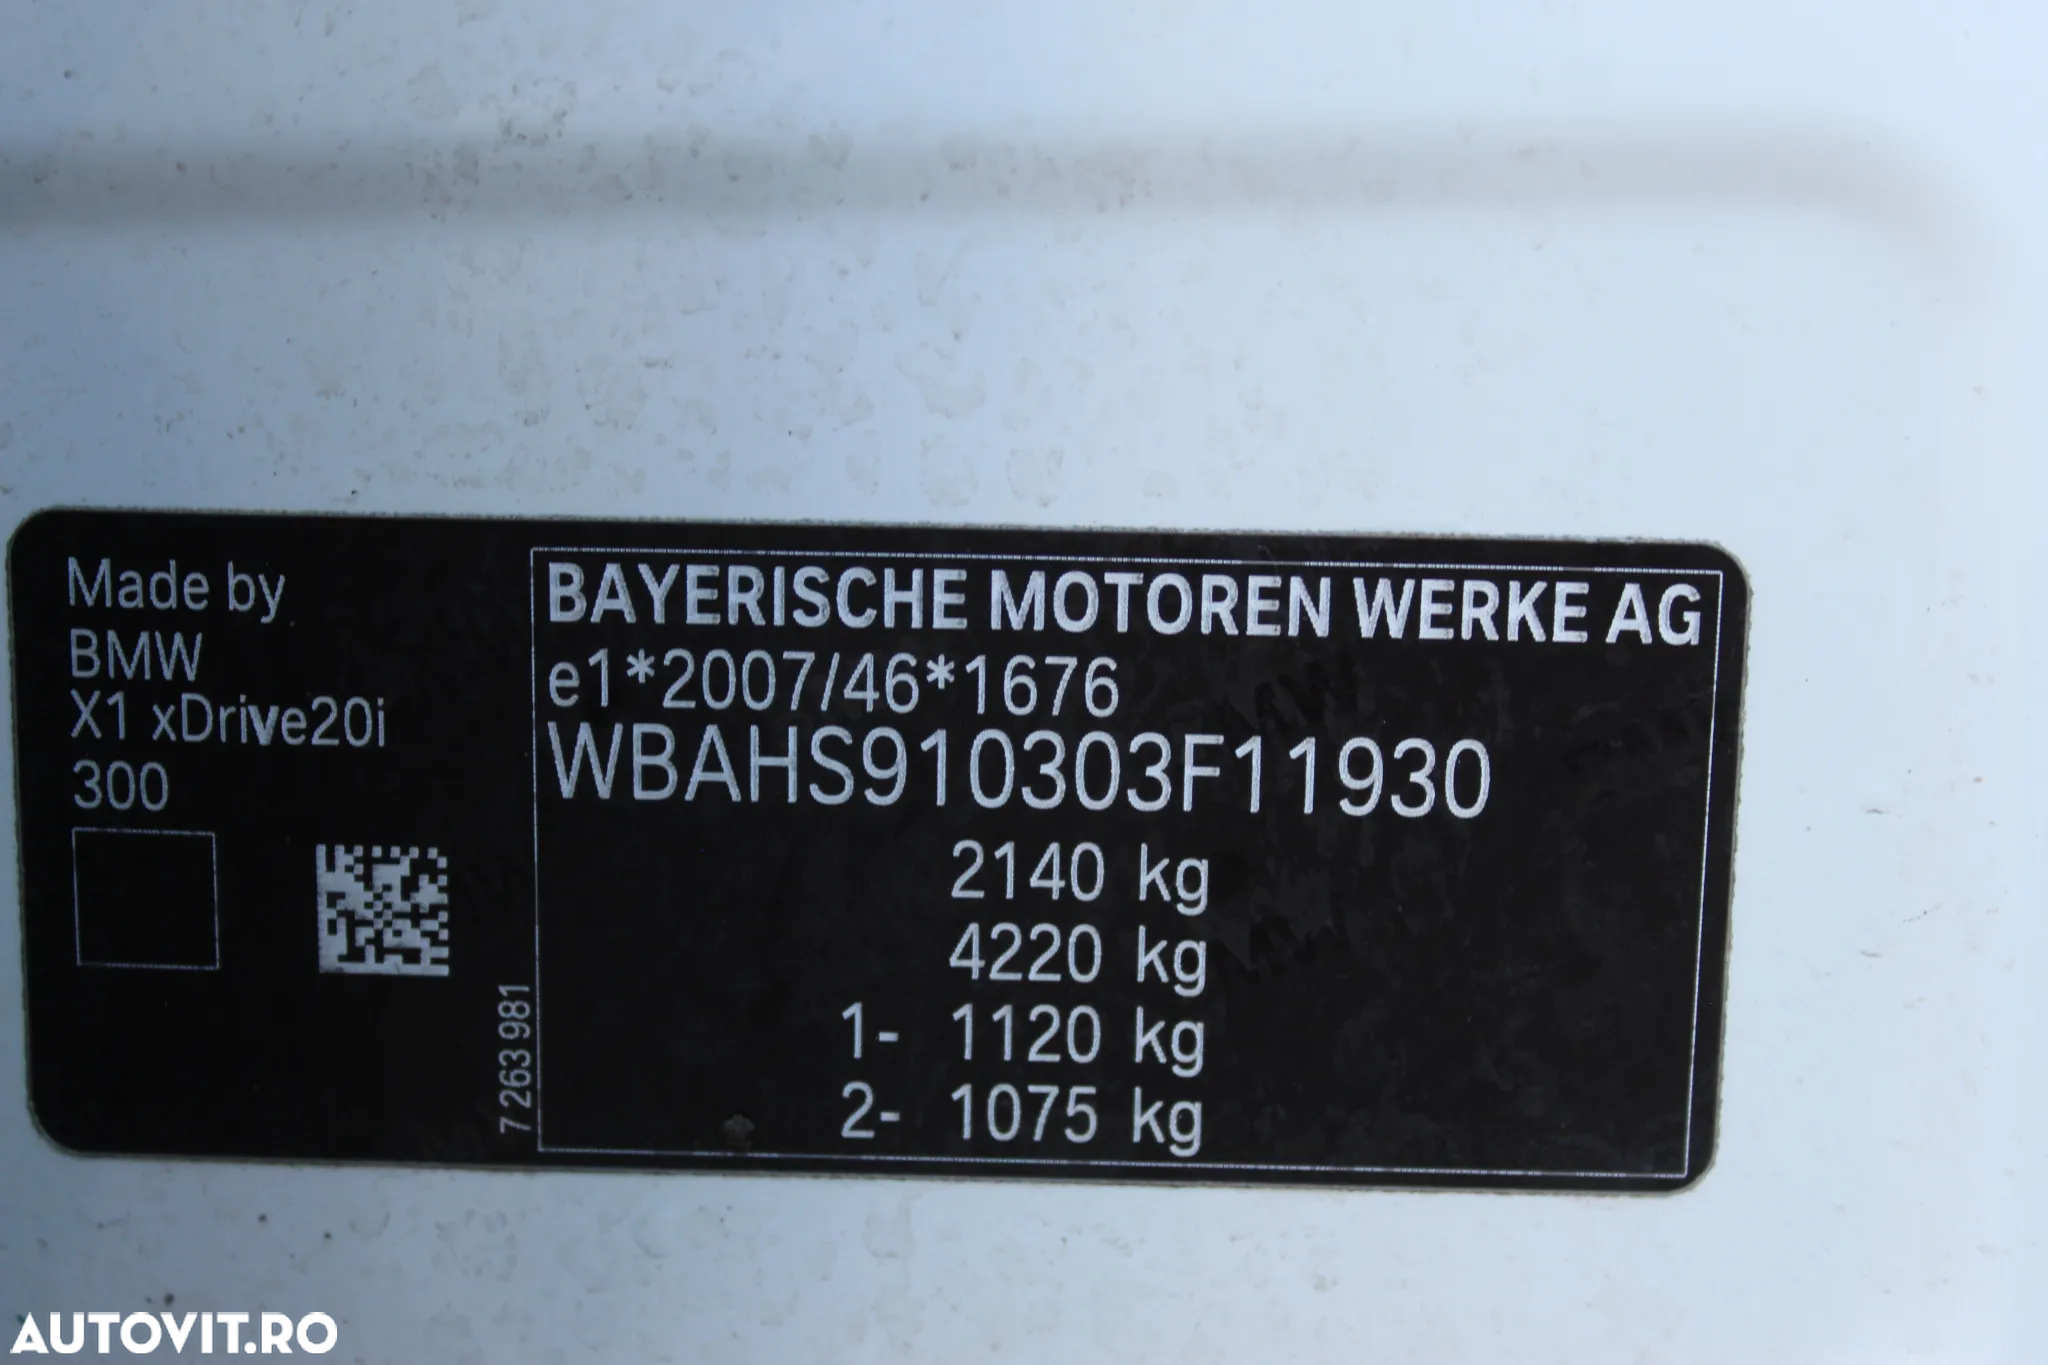 Made by
BMW
X1 xDrive20i
300
7 263 981
BAYERISCHE MOTOREN WERKE AG
e1*2007/46*1676
WBAHS910303F11930
2140 kg
4220 kg
1- 1120 kg
2- 1075 kg
AUTOVIT.RO